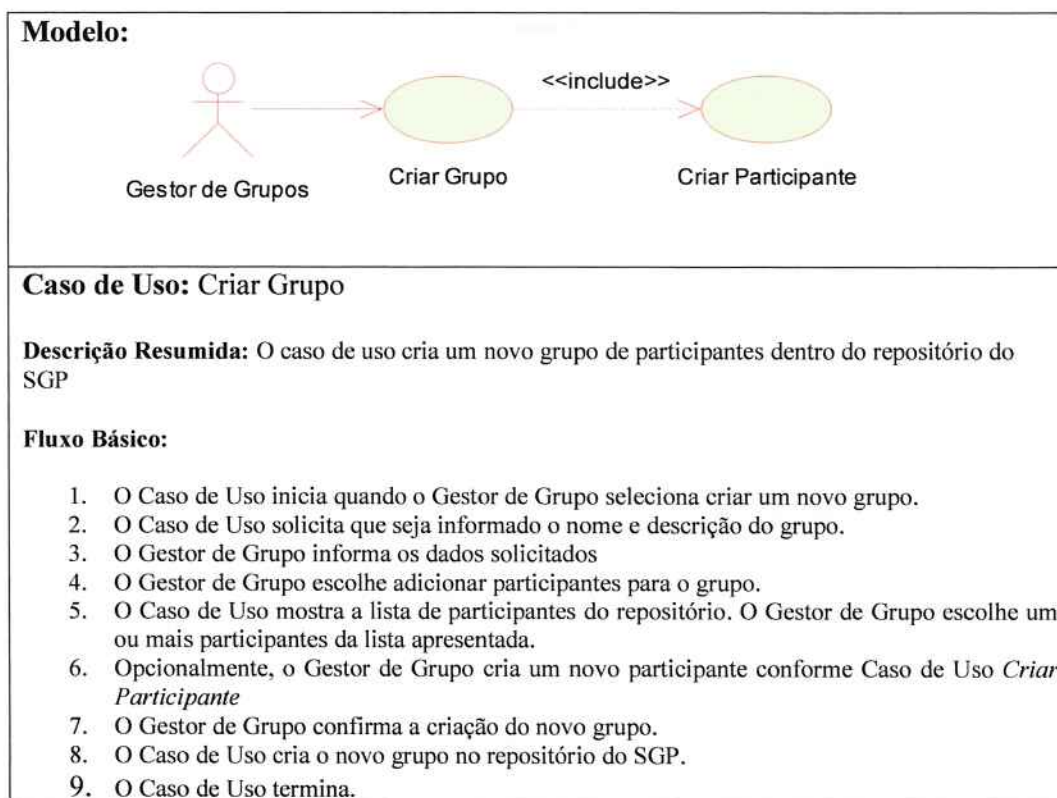 Modelo:
<<include>>
Gestor de Grupos
Criar Grupo
Criar Participante
Caso de Uso: Criar Grupo
Descrição Resumida: O caso de uso cria um novo grupo de participantes dentro do repositório do
SGP
Fluxo Básico:
1. O Caso de Uso inicia quando o Gestor de Grupo seleciona criar um novo grupo.
2. O Caso de Uso solicita que seja informado o nome e descrição do grupo.
3. O Gestor de Grupo informa os dados solicitados
4. O Gestor de Grupo escolhe adicionar participantes para o grupo.
5. O Caso de Uso mostra a lista de participantes do repositório. O Gestor de Grupo escolhe um
ou mais participantes da lista apresentada.
6. Opcionalmente, o Gestor de Grupo cria um novo participante conforme Caso de Uso Criar
Participante
7. O Gestor de Grupo confirma a criação do novo grupo.
8. O Caso de Uso cria o novo grupo no repositório do SGP.
9. O Caso de Uso termina.